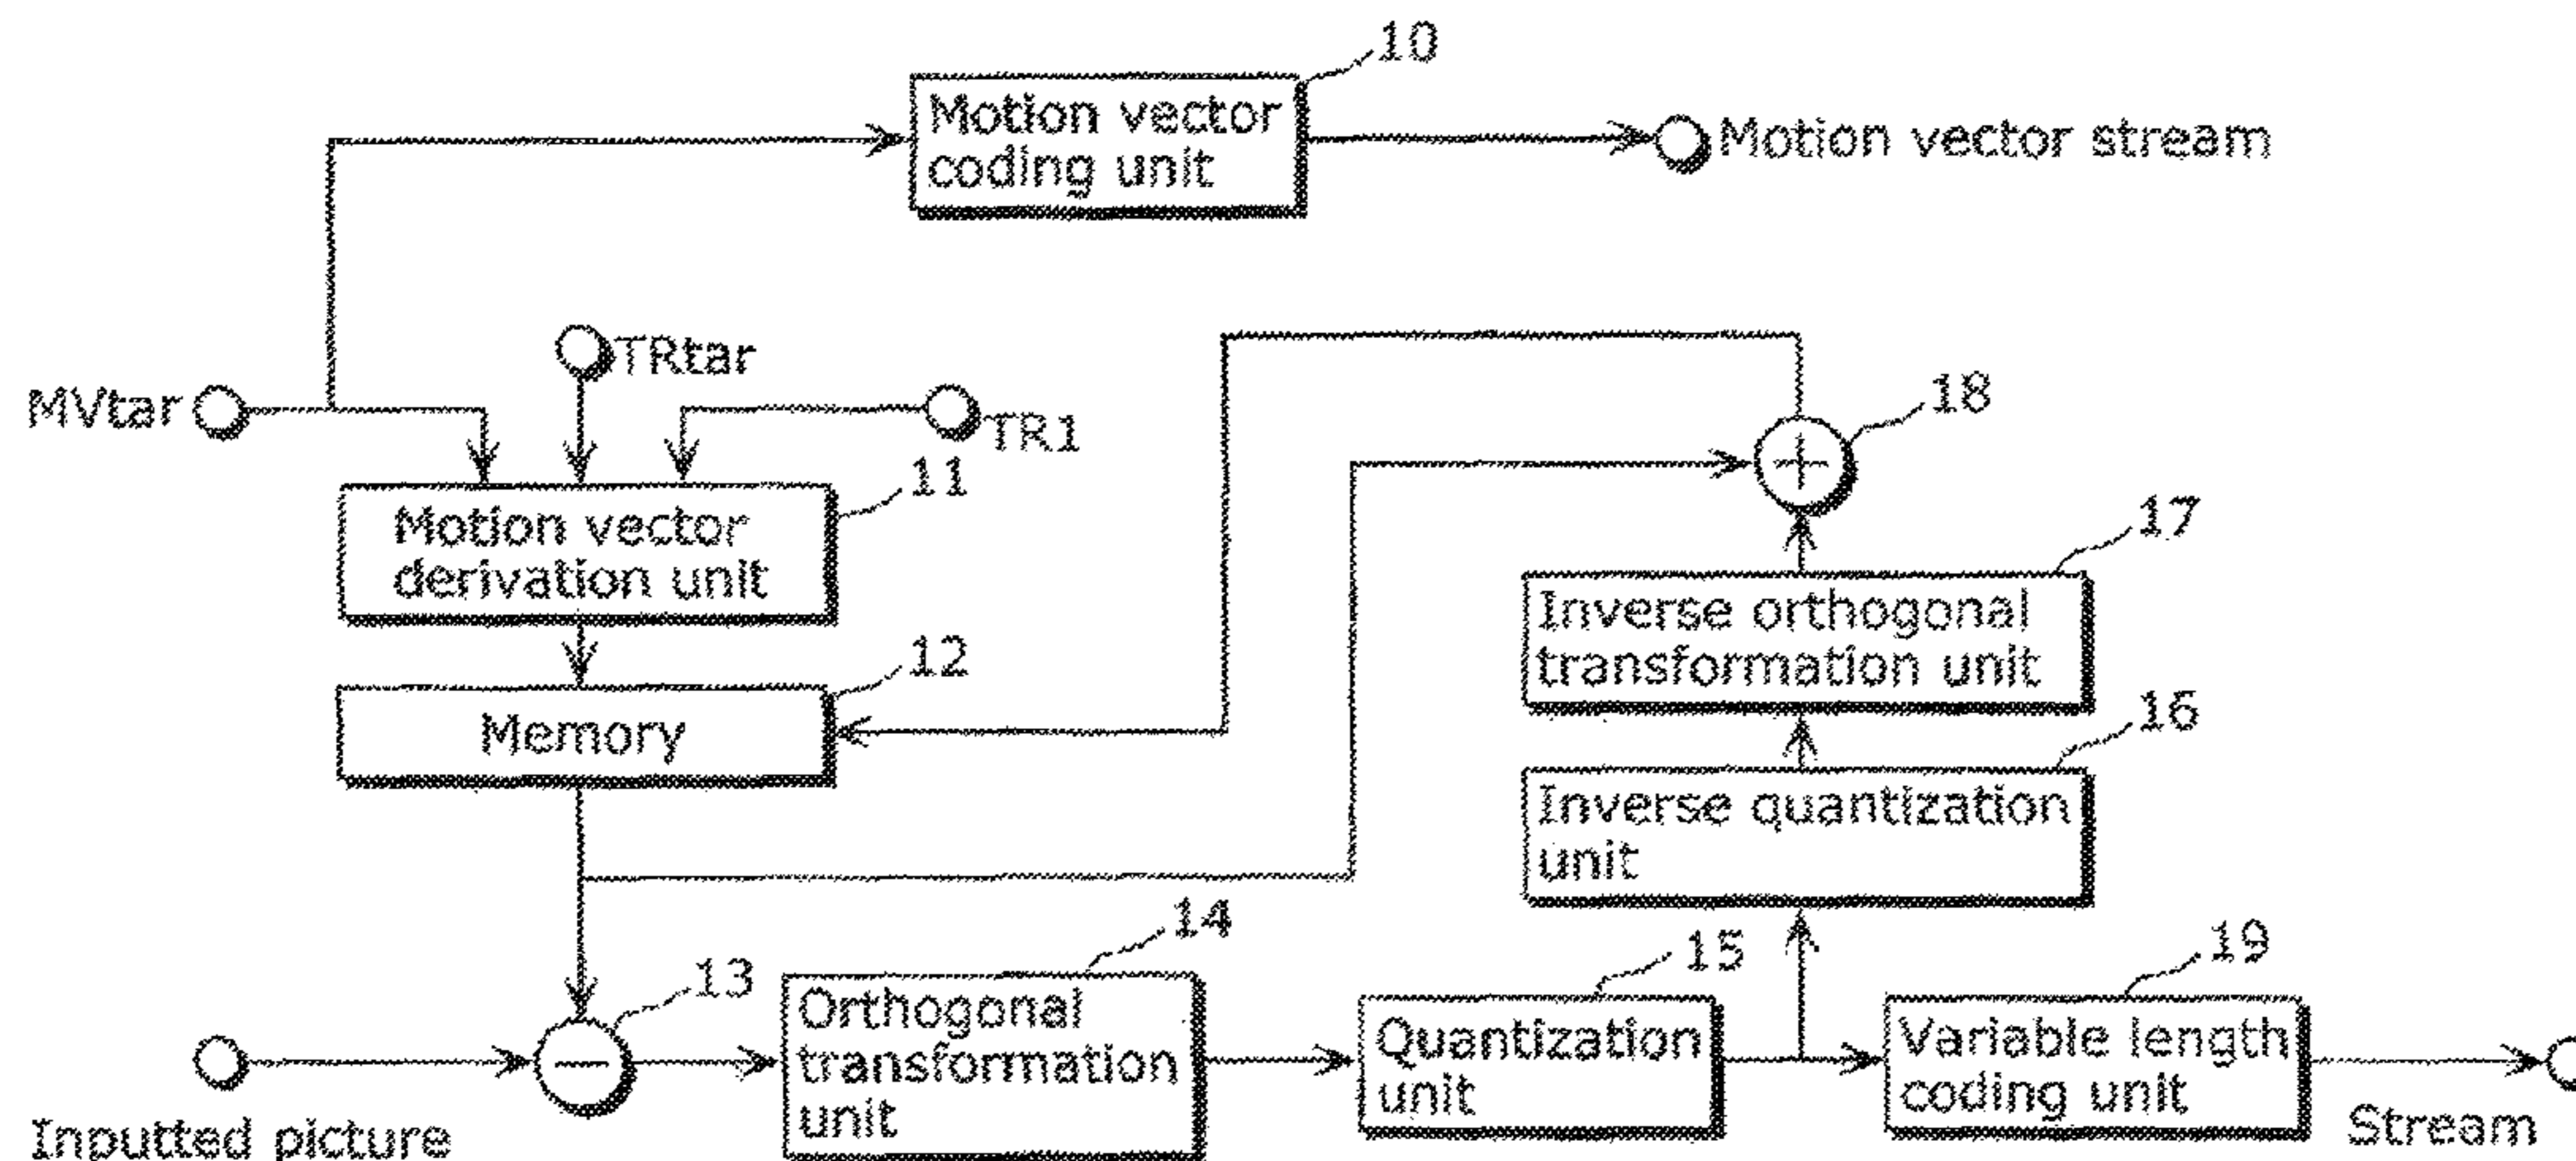 10
Motion vector
coding unit
Motion vector stream
TRtar
MVtar
TR1
18
11
Motion vector
derivation unit
17
Inverse orthogonal
transformation unit
12
Memory
16
Inverse quantization
unit
14
15
19
13
Orthogonal
transformation
unit
Quantization
unit
Variable length
coding unit
Inputted picture
Stream